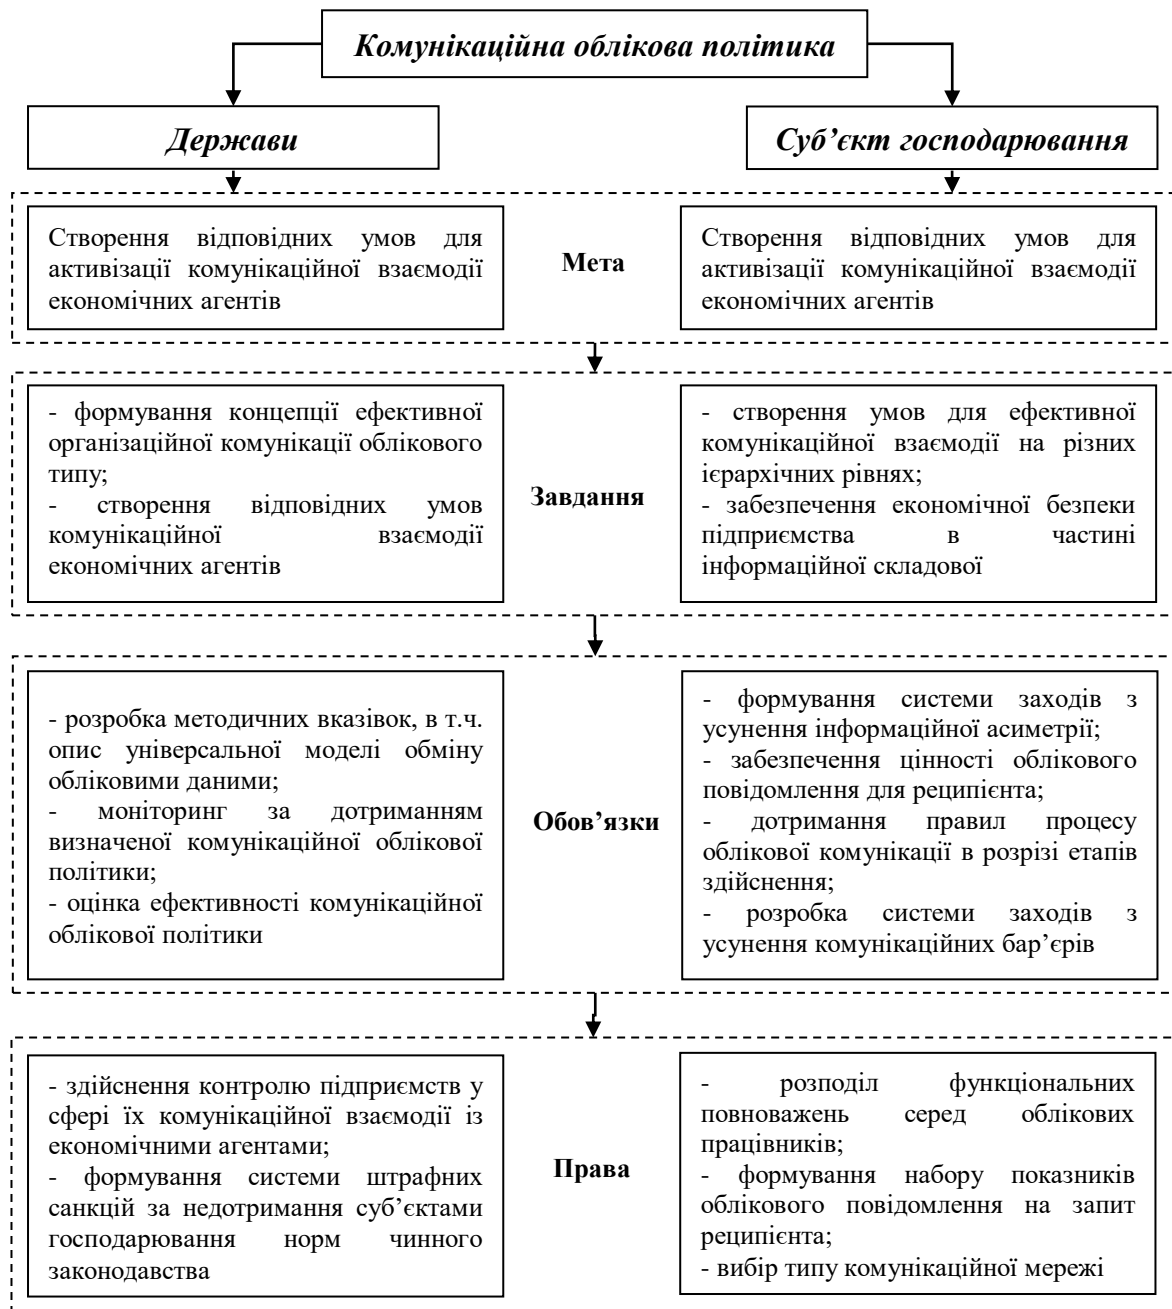 Комунікаційна облікова політика
Держави
Суб’єкт господарювання
Створення відповідних умов для
активізації комунікаційної взаємодії
економічних агентів
Мета
Створення відповідних умов для
активізації комунікаційної взаємодії
економічних агентів
- формування концепції ефективної
організаційної комунікації облікового
типу;
- створення відповідних умов
комунікаційної взаємодії
економічних агентів
Завдання
- створення умов для ефективної
комунікаційної взаємодії на різних
ієрархічних рівнях;
- забезпечення економічної безпеки
підприємства в частині
інформаційної складової
- розробка методичних вказівок, в т.ч.
опис універсальної моделі обміну
обліковими даними;
- моніторинг за дотриманням
визначеної комунікаційної облікової
політики;
- оцінка ефективності комунікаційної
облікової політики
Обов’язки
- формування системи заходів з
усунення інформаційної асиметрії;
- забезпечення цінності облікового
повідомлення для реципієнта;
- дотримання правил процесу
облікової комунікації в розрізі етапів
здійснення;
- розробка системи заходів з
усунення комунікаційних бар’єрів
- здійснення контролю підприємств у
сфері їх комунікаційної взаємодії із
економічними агентами;
- формування системи штрафних
санкцій за недотримання суб’єктами
господарювання норм чинного
законодавства
Права
- розподіл функціональних
повноважень серед облікових
працівників;
- формування набору показників
облікового повідомлення на запит
реципієнта;
- вибір типу комунікаційної мережі